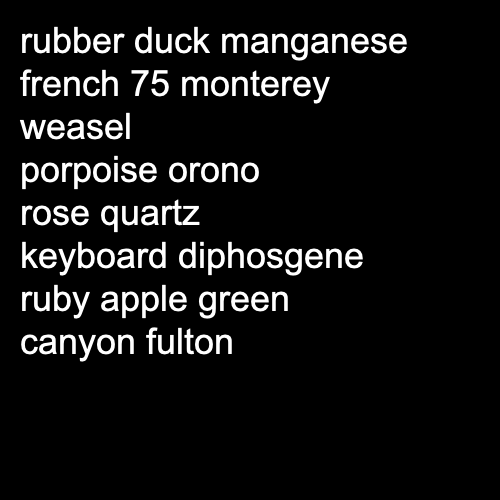 rubber duck manganese
french 75 monterey
weasel
porpoise orono
rose quartz
keyboard diphosgene
ruby apple green
canyon fulton